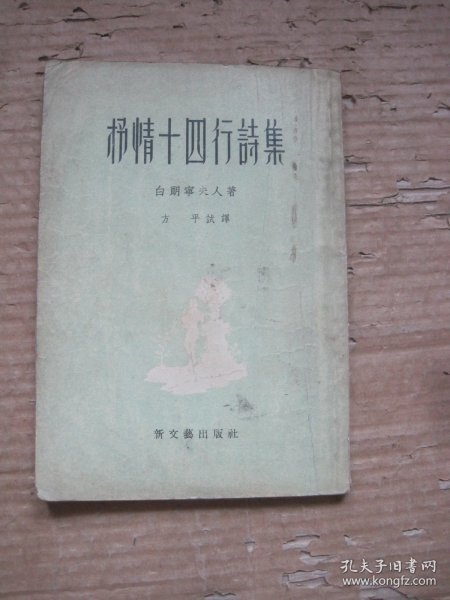 抒情十四行詩集
白朗寧夫人著
方 平試譯
新文藝出版社
孔夫子旧书网
www.kongfz.com